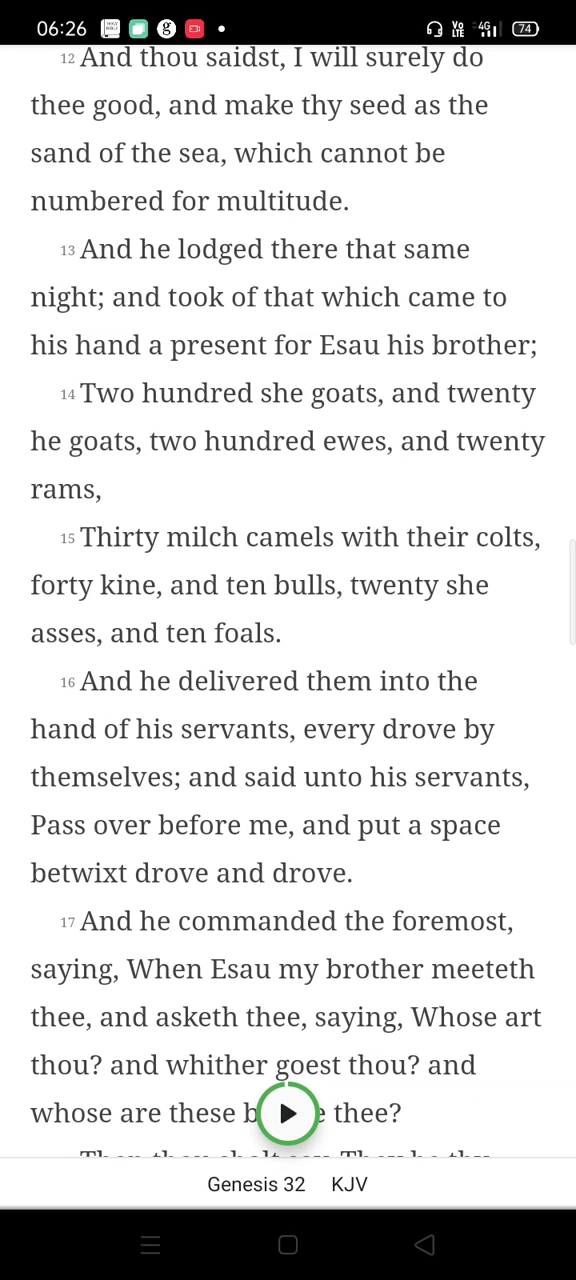 06:26
Vo LTE 4G 74
12 And thou saidst, I will surely do
thee good, and make thy seed as the
sand of the sea, which cannot be
numbered for multitude.
13 And he lodged there that same
night; and took of that which came to
his hand a present for Esau his brother;
14 Two hundred she goats, and twenty
he goats, two hundred ewes, and twenty
rams,
15 Thirty milch camels with their colts,
forty kine, and ten bulls, twenty she
asses, and ten foals.
16 And he delivered them into the
hand of his servants, every drove by
themselves; and said unto his servants,
Pass over before me, and put a space
betwixt drove and drove.
17 And he commanded the foremost,
saying, When Esau my brother meeteth
thee, and asketh thee, saying, Whose art
thou? and whither goest thou? and
whose are these thee?
Genesis 32 KJV